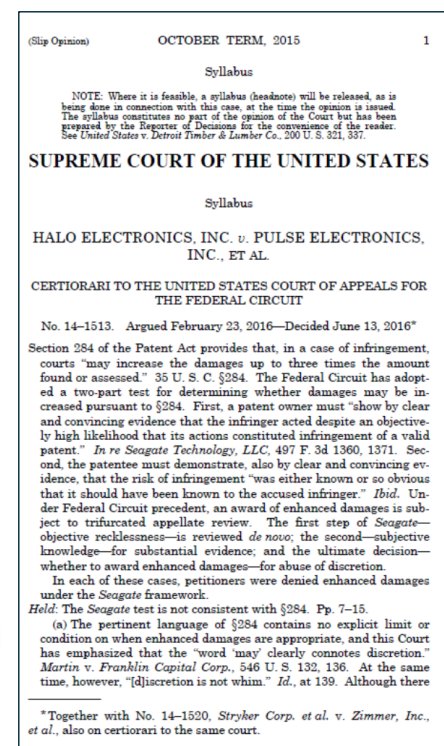 (Slip Opinion) OCTOBER TERM, 2015 1
Syllabus
NOTE: Where it is feasible, a syllabus (headnote) will be released, as is
being done in connection with this case, at the time the opinion is issued.
The syllabus constitutes no part of the opinion of the Court but has been
prepared by the Reporter of Decisions for the convenience of the reader.
See United States v. Detroit Timber & Lumber Co., 200 U. S. 321, 337.
SUPREME COURT OF THE UNITED STATES
Syllabus
HALO ELECTRONICS, INC. v. PULSE ELECTRONICS,
INC., ET AL.
CERTIORARI TO THE UNITED STATES COURT OF APPEALS FOR
THE FEDERAL CIRCUIT
No. 14–1513. Argued February 23, 2016—Decided June 13, 2016*
Section 284 of the Patent Act provides that, in a case of infringement,
courts “may increase the damages up to three times the amount
found or assessed.” 35 U. S. C. §284. The Federal Circuit has adopt-
ed a two-part test for determining whether damages may be in-
creased pursuant to §284. First, a patent owner must “show by clear
and convincing evidence that the infringer acted despite an objective-
ly high likelihood that its actions constituted infringement of a valid
patent.” In re Seagate Technology, LLC, 497 F. 3d 1360, 1371. Sec-
ond, the patentee must demonstrate, also by clear and convincing ev-
idence, that the risk of infringement “was either known or so obvious
that it should have been known to the accused infringer.” Ibid. Un-
der Federal Circuit precedent, an award of enhanced damages is sub-
ject to trifurcated appellate review. The first step of Seagate—
objective recklessness—is reviewed de novo; the second—subjective
knowledge—for substantial evidence; and the ultimate decision—
whether to award enhanced damages—for abuse of discretion.
In each of these cases, petitioners were denied enhanced damages
under the Seagate framework.
Held: The Seagate test is not consistent with §284. Pp. 7–15.
(a) The pertinent language of §284 contains no explicit limit or
condition on when enhanced damages are appropriate, and this Court
has emphasized that the “word ‘may’ clearly connotes discretion.”
Martin v. Franklin Capital Corp., 546 U. S. 132, 136. At the same
time, however, “[d]iscretion is not whim.” Id., at 139. Although there
*Together with No. 14–1520, Stryker Corp. et al. v. Zimmer, Inc.,
et al., also on certiorari to the same court.